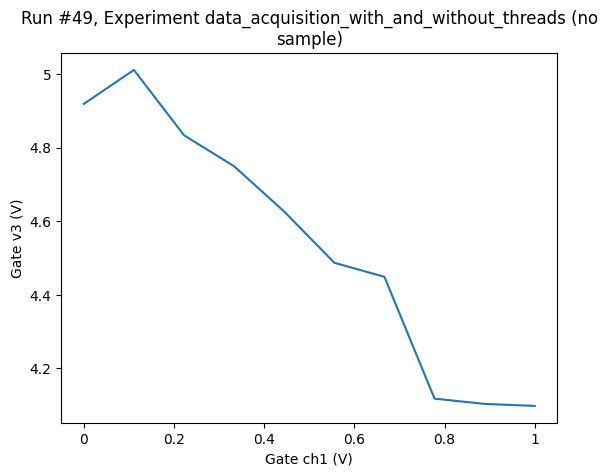 Run #49, Experiment data_acquisition_with_and_without_threads (no
sample)
5
4.8
4.6
4.4
4.2
Gate v3 (V)
0
0.2
0.4
0.6
0.8
1
Gate ch1 (V)